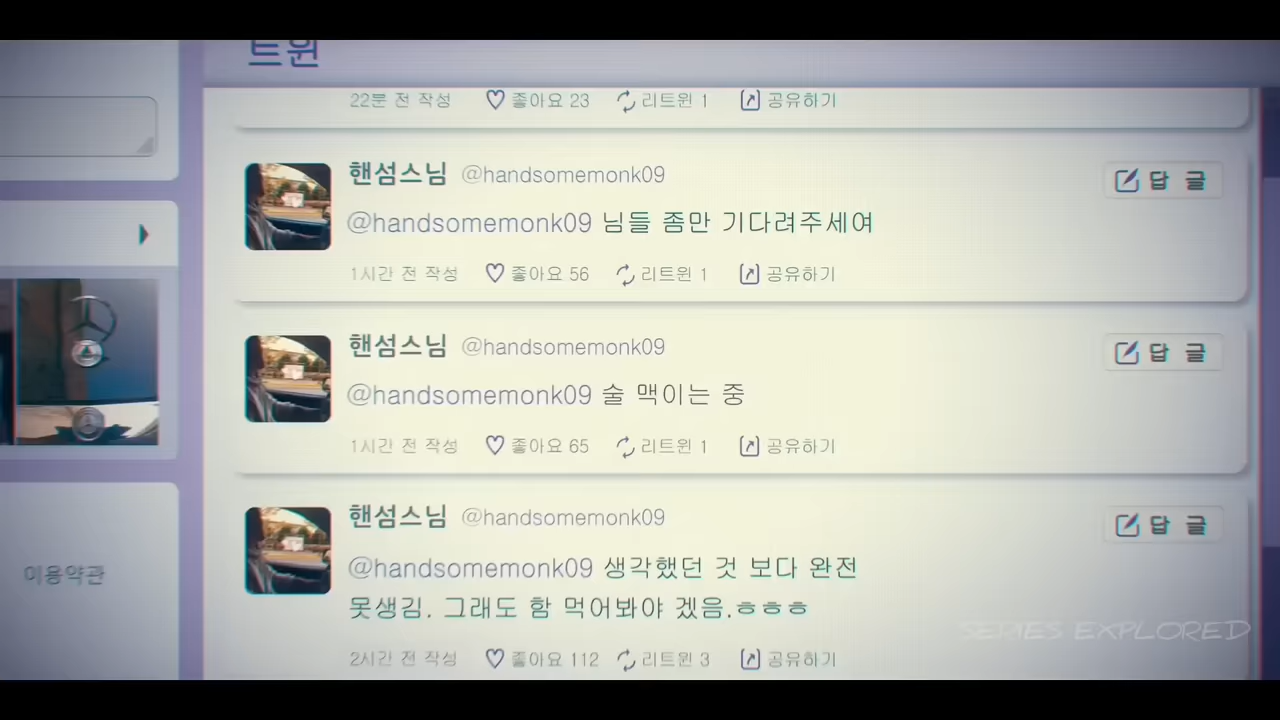 트윈
22분 전 작성 좋아요 23 리트윈 1 공유하기
핸섬스님 @handsomemonk09 답 글
@handsomemonk09 님들 좀만 기다려주세여
1시간 전 작성 좋아요 56 리트윈 1 공유하기
핸섬스님 @handsomemonk09 답 글
@handsomemonk09 술 맥이는 중
1시간 전 작성 좋아요 65 리트윈 1 공유하기
핸섬스님 @handsomemonk09 답 글
@handsomemonk09 생각했던 것 보다 완전
못생김. 그래도 함 먹어봐야 겠음.ㅎㅎㅎ
2시간 전 작성 좋아요 112 리트윈 3 공유하기
이용약관
SERIES EXPLORED